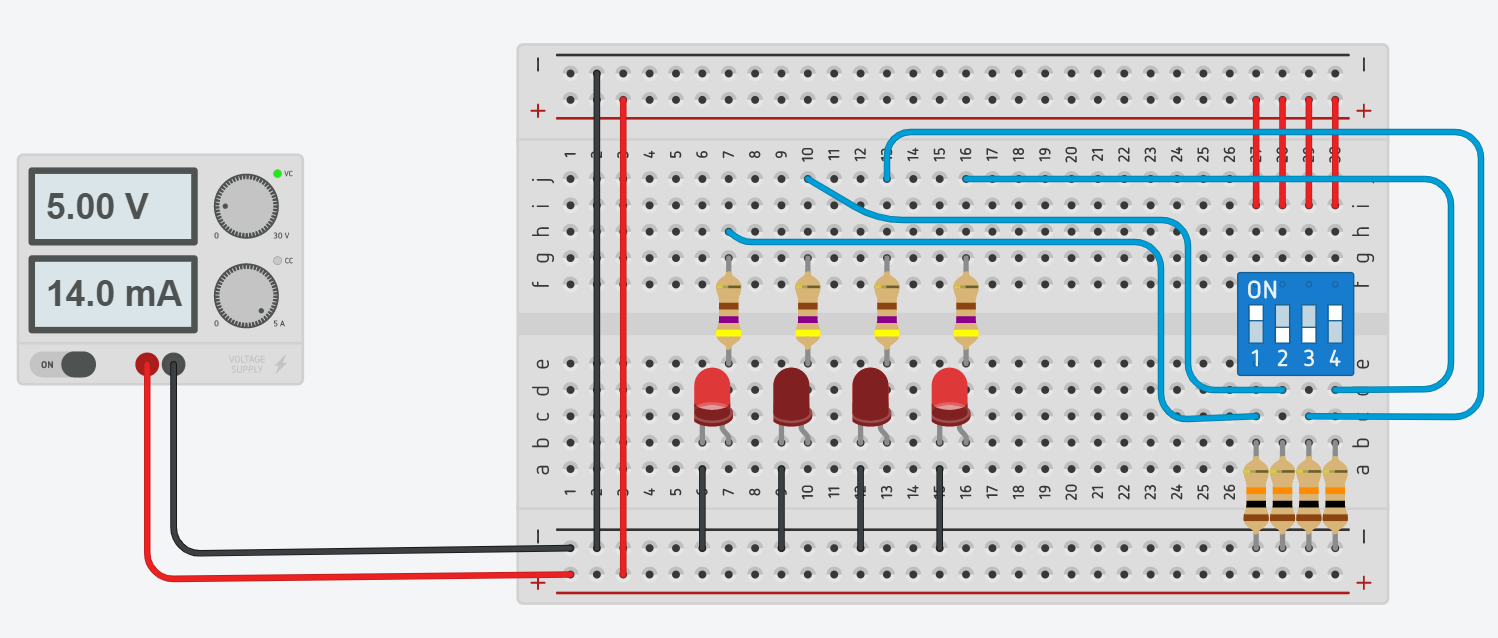 5.00 V
VC
0 30 V
14.0 mA
CC
0 5 A
ON
VOLTAGE
SUPPLY
− −
+ +
1 2 3 4 5 6 7 8 9 10 11 12 13 14 15 16 17 18 19 20 21 22 23 24 25 26 27 28 29 30
j j
i i
h h
g g
f f
ON
1 2 3 4
e e
d d
c c
b b
a a
1 2 3 4 5 6 7 8 9 10 11 12 13 14 15 16 17 18 19 20 21 22 23 24 25 26
− −
+ +